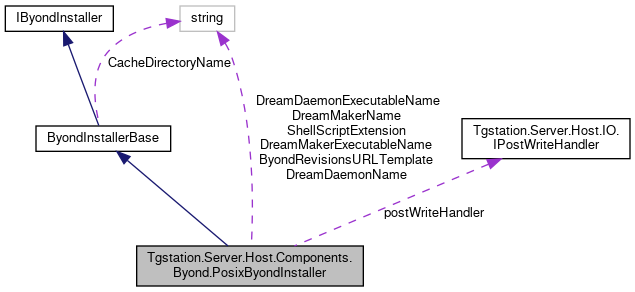 IByondInstaller
string
CacheDirectoryName
DreamDaemonExecutableName
DreamMakerName
ShellScriptExtension
DreamMakerExecutableName
ByondRevisionsURLTemplate
DreamDaemonName
ByondInstallerBase
Tgstation.Server.Host.IO.
IPostWriteHandler
postWriteHandler
Tgstation.Server.Host.Components.
Byond.PosixByondInstaller